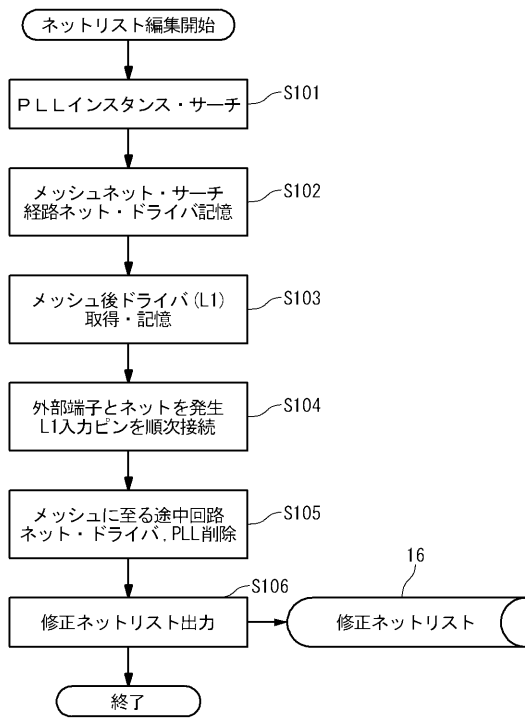 ネットリスト編集開始
PLLインスタンス・サーチ
S101
メッシュネット・サーチ
経路ネット・ドライバ記憶
S102
メッシュ後ドライバ(L1)
取得・記憶
S103
外部端子とネットを発生
L1入力ピンを順次接続
S104
メッシュに至る途中回路
ネット・ドライバ,PLL削除
S105
修正ネットリスト出力
S106
16
修正ネットリスト
終了